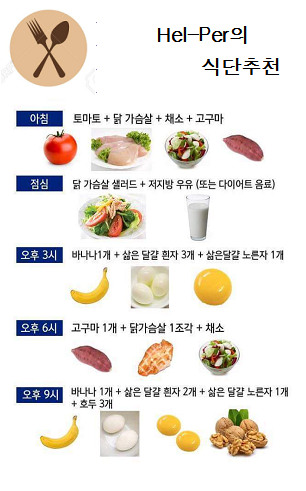 Hel-Per의
식단추천
아침 토마토 + 닭 가슴살 + 채소 + 고구마
점심 닭 가슴살 샐러드 + 저지방 우유 (또는 다이어트 음료)
오후 3시 바나나1개 + 삶은 달걀 흰자 3개 + 삶은달걀 노른자 1개
오후 6시 고구마 1개 + 닭가슴살 1조각 + 채소
오후 9시 바나나 1개 + 삶은 달걀 흰자 2개 + 삶은 달걀 노른자 1개
+ 호두 3개